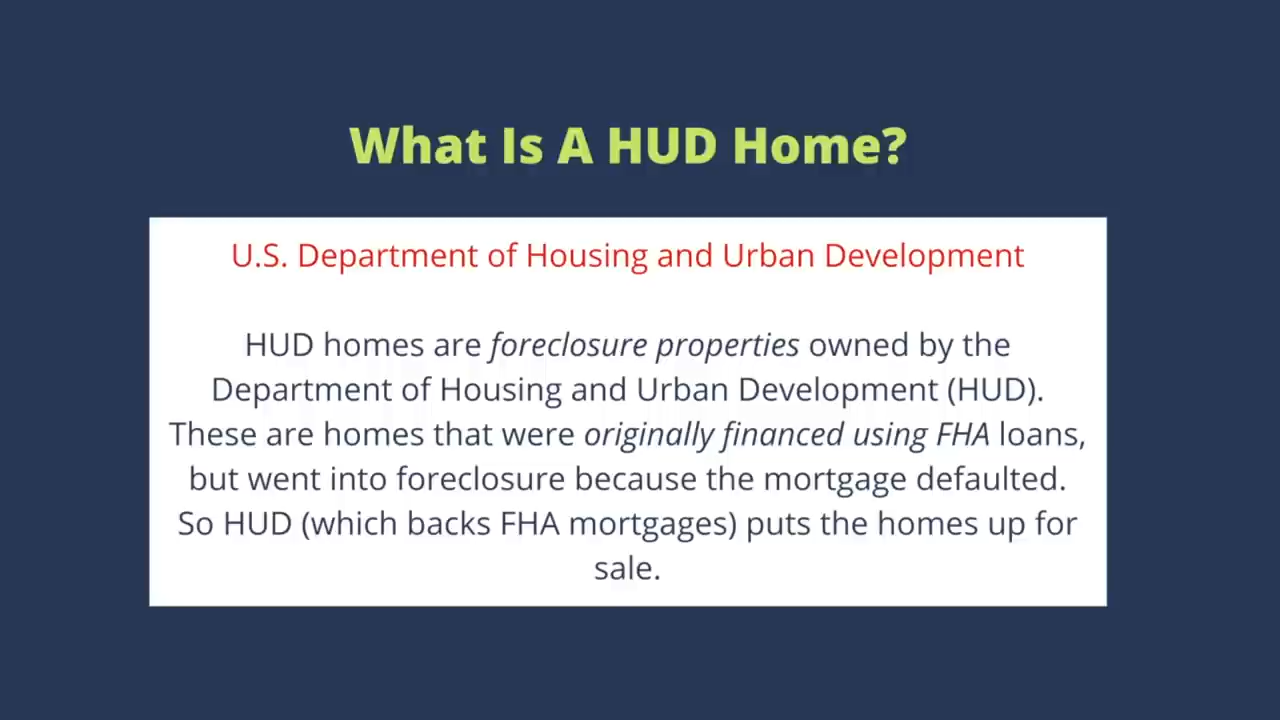 What Is A HUD Home?
U.S. Department of Housing and Urban Development
HUD homes are foreclosure properties owned by the
Department of Housing and Urban Development (HUD).
These are homes that were originally financed using FHA loans,
but went into foreclosure because the mortgage defaulted.
So HUD (which backs FHA mortgages) puts the homes up for
sale.